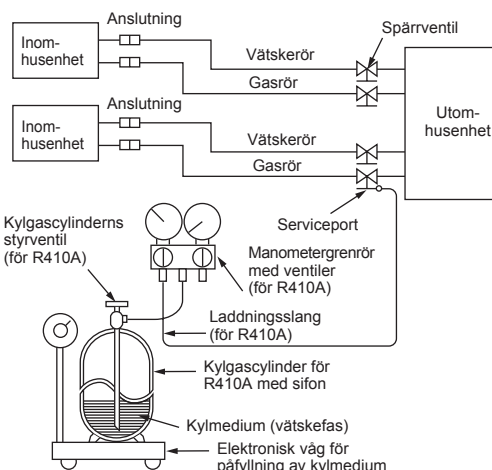 Anslutning
Spärrventil
Inom-
husenhet
Vätskerör
Gasrör
Anslutning
Inom-
husenhet
Vätskerör
Gasrör
Utom-
husenhet
Serviceport
Kylgascylinderns
styrventil
(för R410A)
Manometergrenrör
med ventiler
(för R410A)
Laddningsslang
(för R410A)
Kylgascylinder för
R410A med sifon
Kylmedium (vätskefas)
Elektronisk våg för
påfyllning av kylmedium